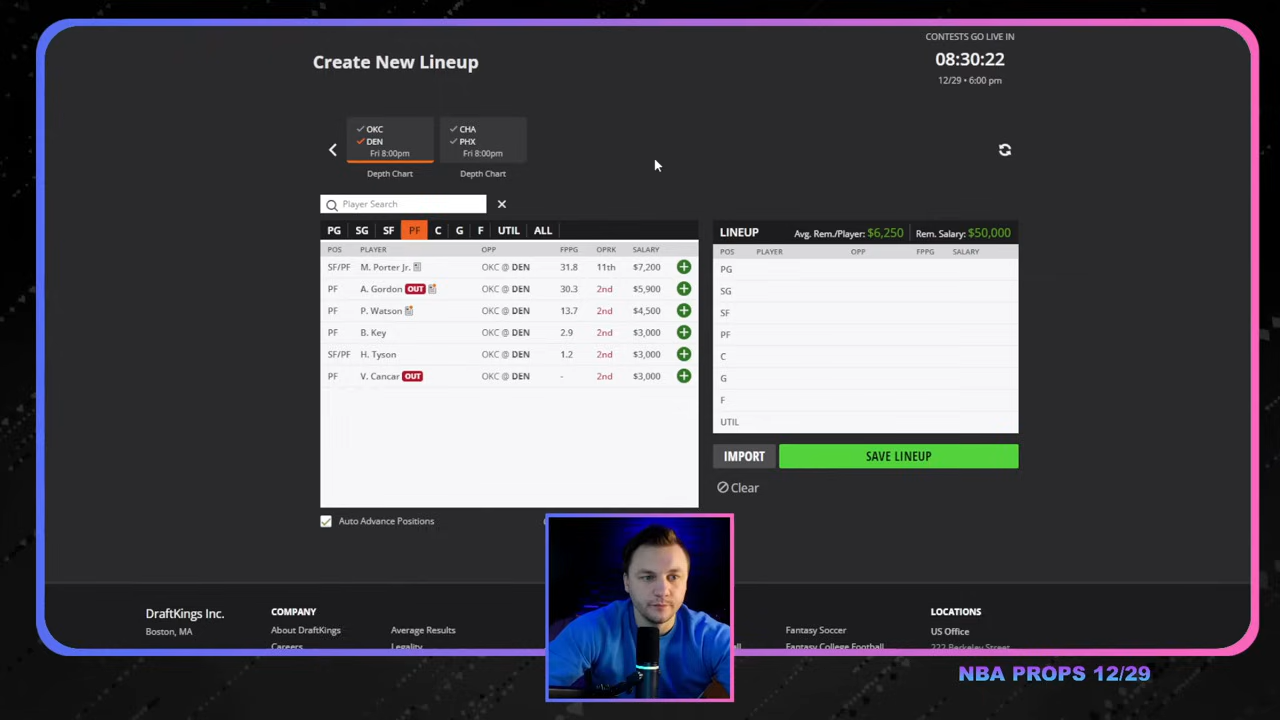 CONTESTS GO LIVE IN
Create New Lineup
08:30:22
12/29 • 6:00 pm
OKC
DEN
Fri 8:00pm
Depth Chart
CHA
PHX
Fri 8:00pm
Depth Chart
Player Search
PG SG SF PF C G F UTIL ALL
POS PLAYER OPP FPPG OPRK SALARY
SF/PF M. Porter Jr. OKC @ DEN 31.8 11th $7,200
PF A. Gordon OUT OKC @ DEN 30.3 2nd $5,900
PF P. Watson OKC @ DEN 13.7 2nd $4,500
PF B. Key OKC @ DEN 2.9 2nd $3,000
SF/PF H. Tyson OKC @ DEN 1.2 2nd $3,000
PF V. Cancar OUT OKC @ DEN - 2nd $3,000
Auto Advance Positions
LINEUP Avg. Rem./Player: $6,250 Rem. Salary: $50,000
POS PLAYER OPP FPPG SALARY
PG
SG
SF
PF
C
G
F
UTIL
IMPORT SAVE LINEUP
Clear
DraftKings Inc.
Boston, MA
COMPANY
About DraftKings
Careers
Average Results
Legality
Fantasy Soccer
Fantasy College Football
LOCATIONS
US Office
222 Berkeley Street
NBA PROPS 12/29